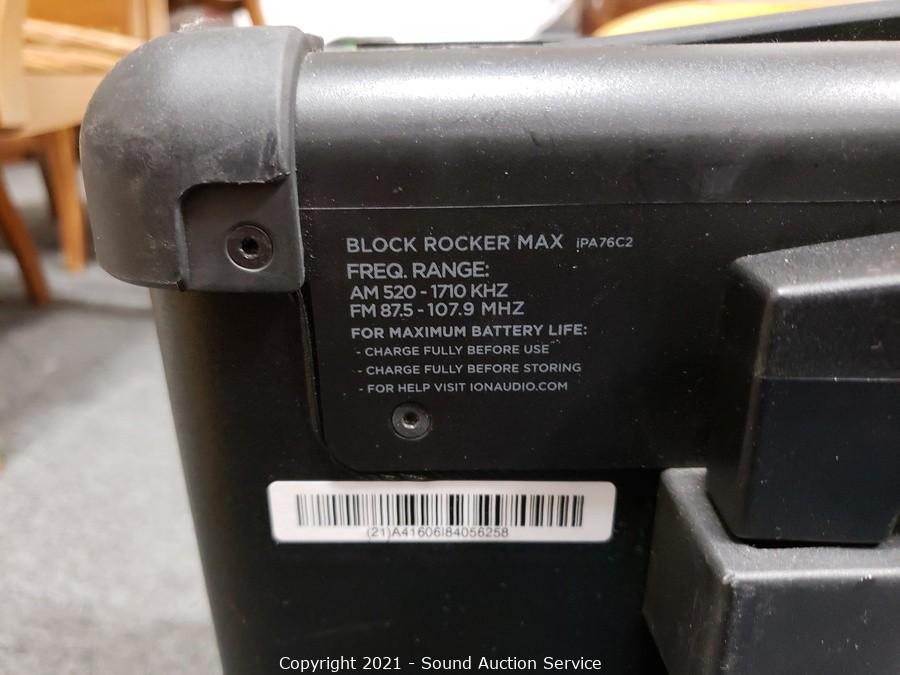 BLOCK ROCKER MAX iPA76C2
FREQ. RANGE:
AM 520 - 1710 KHZ
FM 87.5 - 107.9 MHZ
FOR MAXIMUM BATTERY LIFE:
- CHARGE FULLY BEFORE USE
- CHARGE FULLY BEFORE STORING
- FOR HELP VISIT IONAUDIO.COM
(21)A41606I84056258
Copyright 2021 - Sound Auction Service